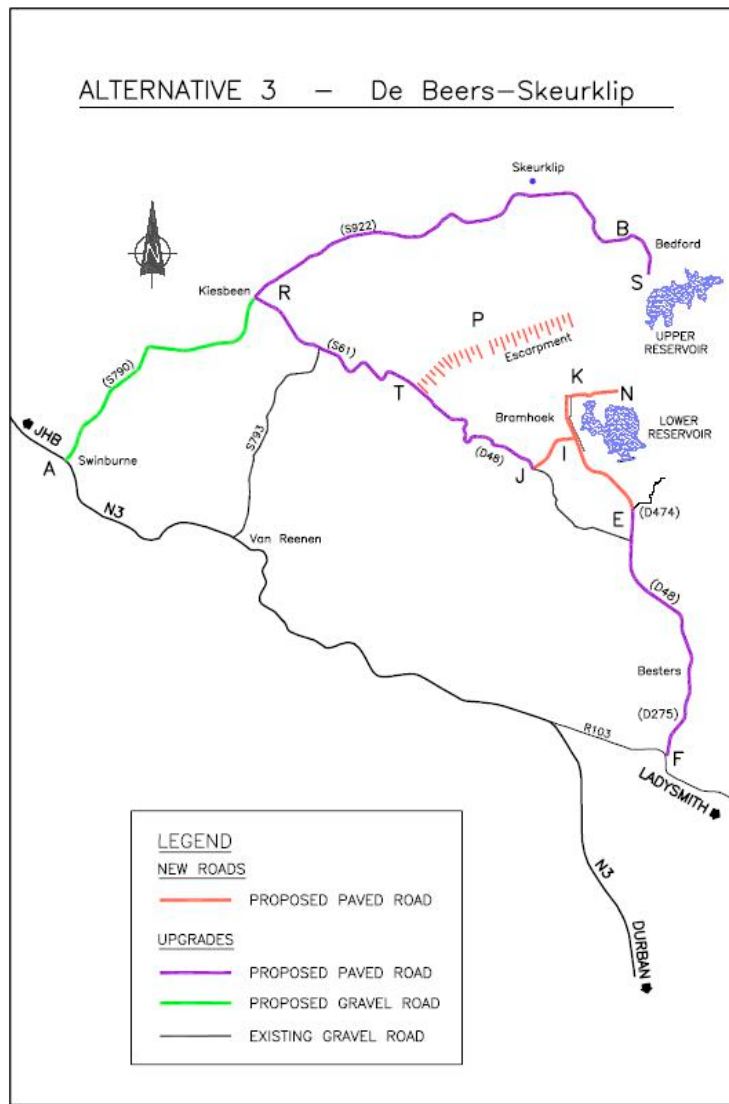 ALTERNATIVE 3 – De Beers–Skeurklip
Skeurklip
(S922)
B
Bedford
N
S
Kiesbeen
R
UPPER
RESERVOIR
P
(S61)
Escarpment
(S790)
T
K
N
Bramhoek
LOWER
RESERVOIR
JHB
S793
I
A
Swinburne
(D48)
J
N3
E
(D474)
Van Reenen
(D48)
Besters
(D275)
R103
F
LADYSMITH
N3
DURBAN
LEGEND
NEW ROADS
PROPOSED PAVED ROAD
UPGRADES
PROPOSED PAVED ROAD
PROPOSED GRAVEL ROAD
EXISTING GRAVEL ROAD